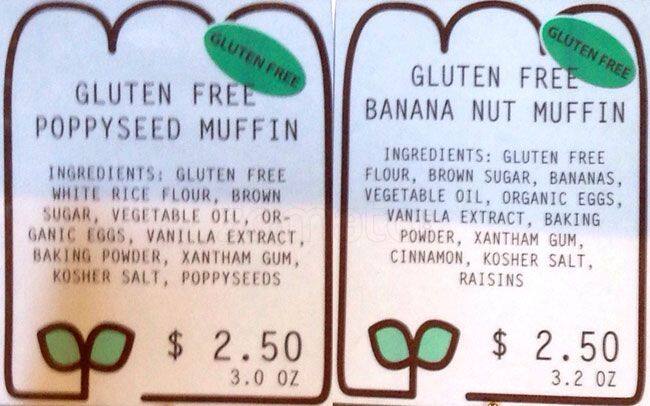 GLUTEN FREE
GLUTEN FREE
POPPYSEED MUFFIN
INGREDIENTS: GLUTEN FREE
WHITE RICE FLOUR, BROWN
SUGAR, VEGETABLE OIL, OR-
GANIC EGGS, VANILLA EXTRACT,
BAKING POWDER, XANTHAM GUM,
KOSHER SALT, POPPYSEEDS
$ 2.50
3.0 OZ
GLUTEN FREE
GLUTEN FREE
BANANA NUT MUFFIN
INGREDIENTS: GLUTEN FREE
FLOUR, BROWN SUGAR, BANANAS,
VEGETABLE OIL, ORGANIC EGGS,
VANILLA EXTRACT, BAKING
POWDER, XANTHAM GUM,
CINNAMON, KOSHER SALT,
RAISINS
$ 2.50
3.2 OZ